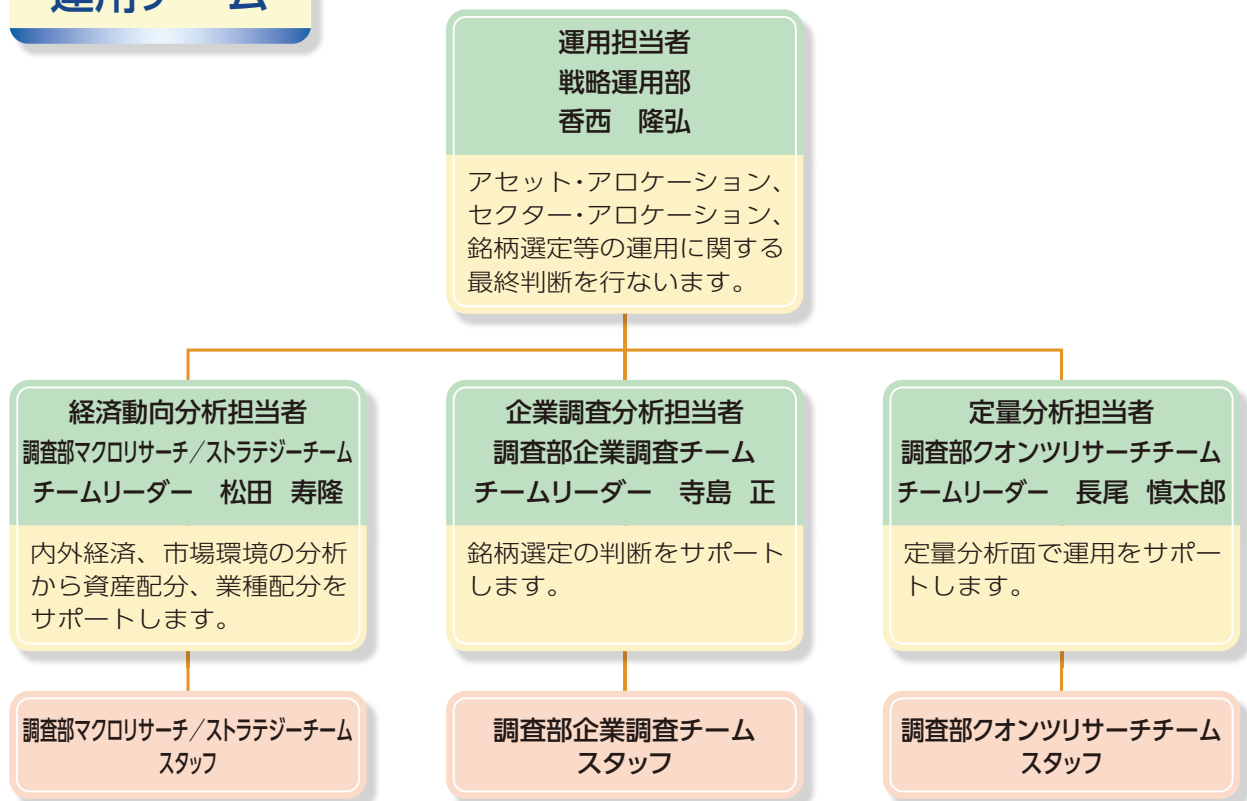 運用チーム
運用担当者
戦略運用部
香西　隆弘
アセット・アロケーション、
セクター・アロケーション、
銘柄選定等の運用に関する
最終判断を行ないます。
経済動向分析担当者
調査部マクロリサーチ／ストラテジーチーム
チームリーダー　松田 寿隆
内外経済、市場環境の分析
から資産配分、業種配分を
サポートします。
企業調査分析担当者
調査部企業調査チーム
チームリーダー　寺島 正
銘柄選定の判断をサポート
します。
定量分析担当者
調査部クオンツリサーチチーム
チームリーダー　長尾 慎太郎
定量分析面で運用をサポー
トします。
調査部マクロリサーチ／ストラテジーチーム
スタッフ
調査部企業調査チーム
スタッフ
調査部クオンツリサーチチーム
スタッフ